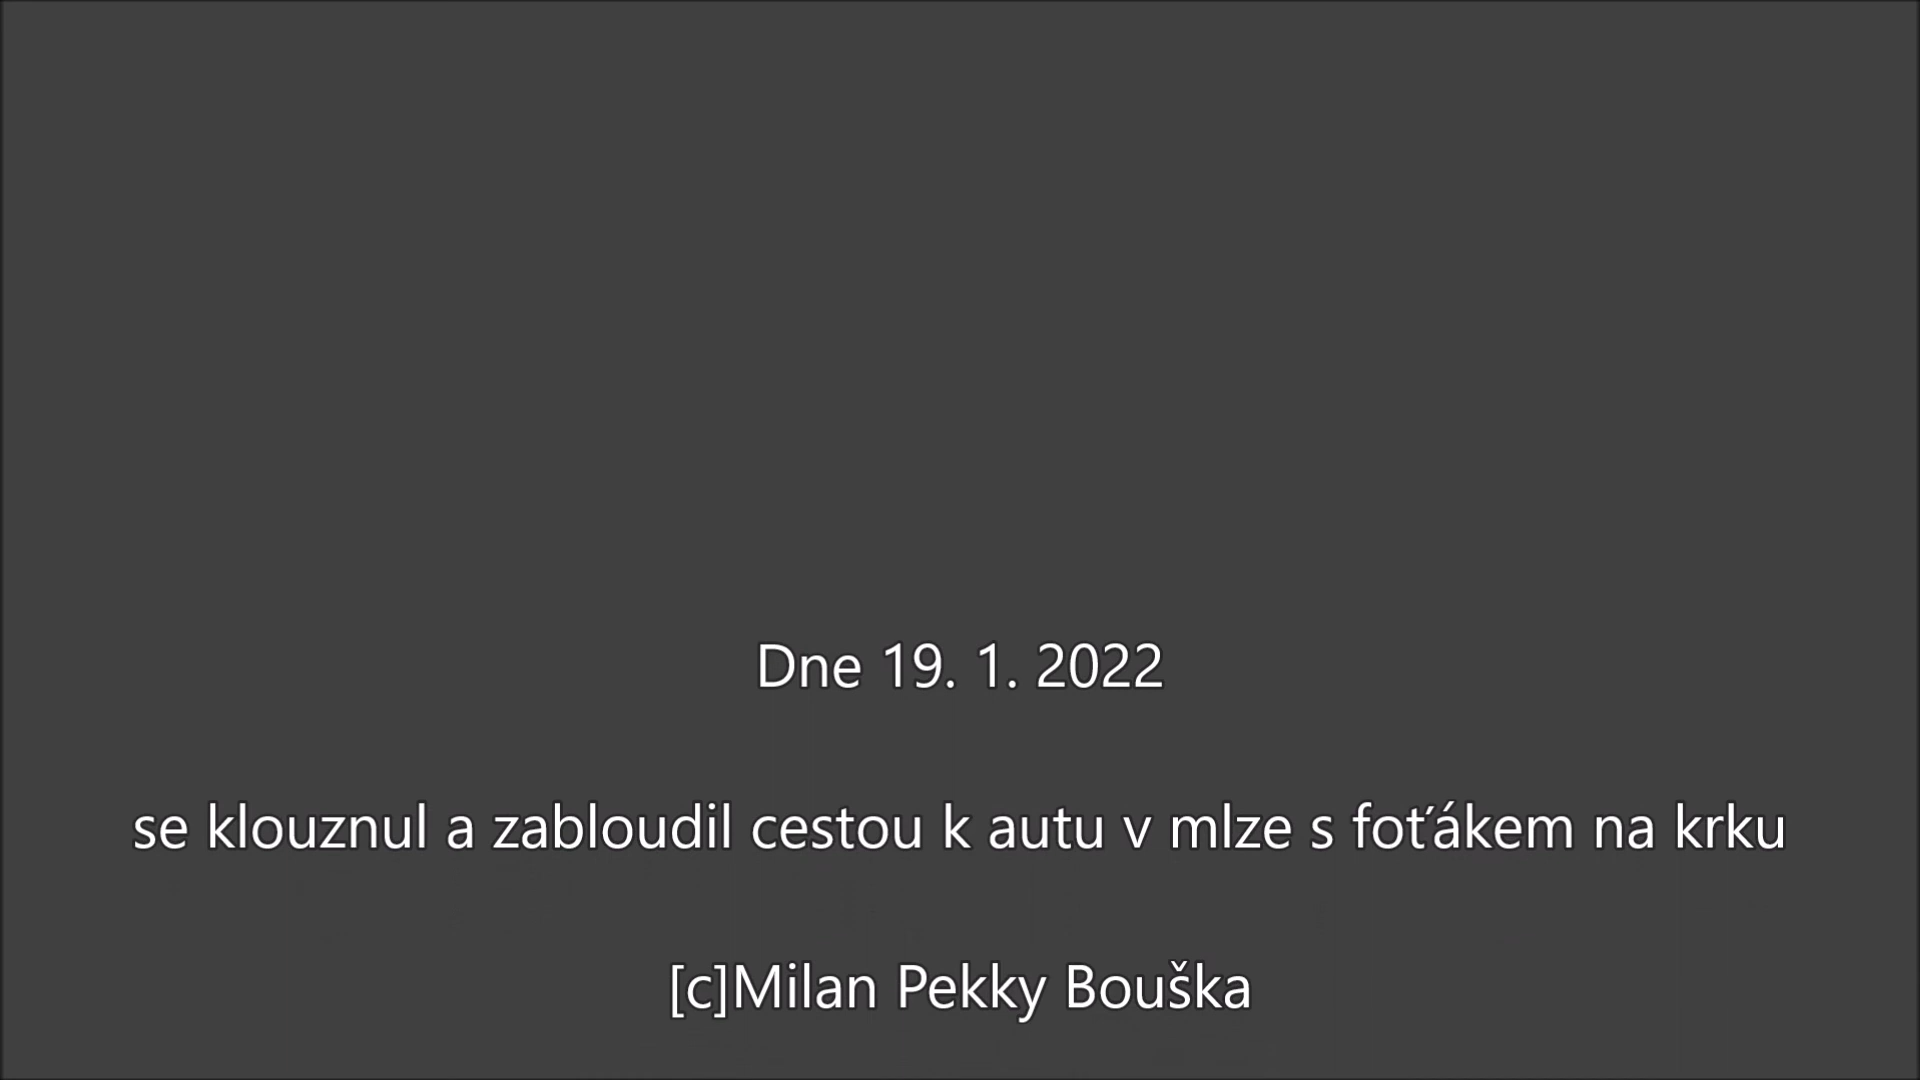 Dne 19. 1. 2022
se klouznul a zabloudil cestou k autu v mlze s foťákem na krku
[c]Milan Pekky Bouška